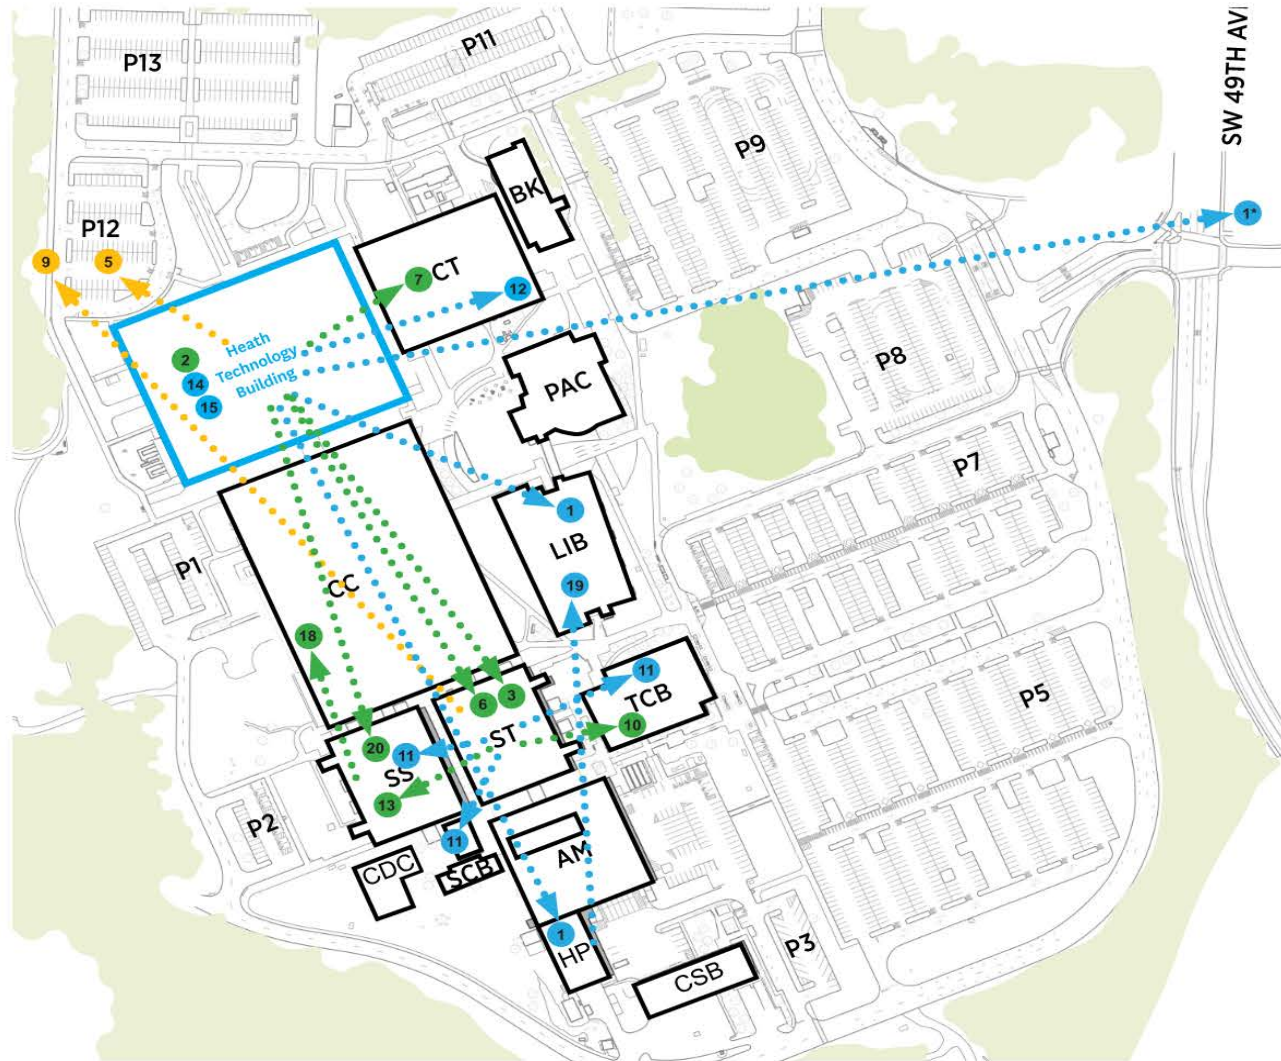 P13
P11
SW 49TH AVE
P9
BK
1*
P12
9
5
7
CT
12
Heath
Technology
Building
2
14
15
PAC
P8
P7
1
LIB
19
P1
CC
18
11
TCB
10
P5
6
3
ST
20
11
SS
13
P2
11
SCB
CDC
AM
1
HP
CSB
P3